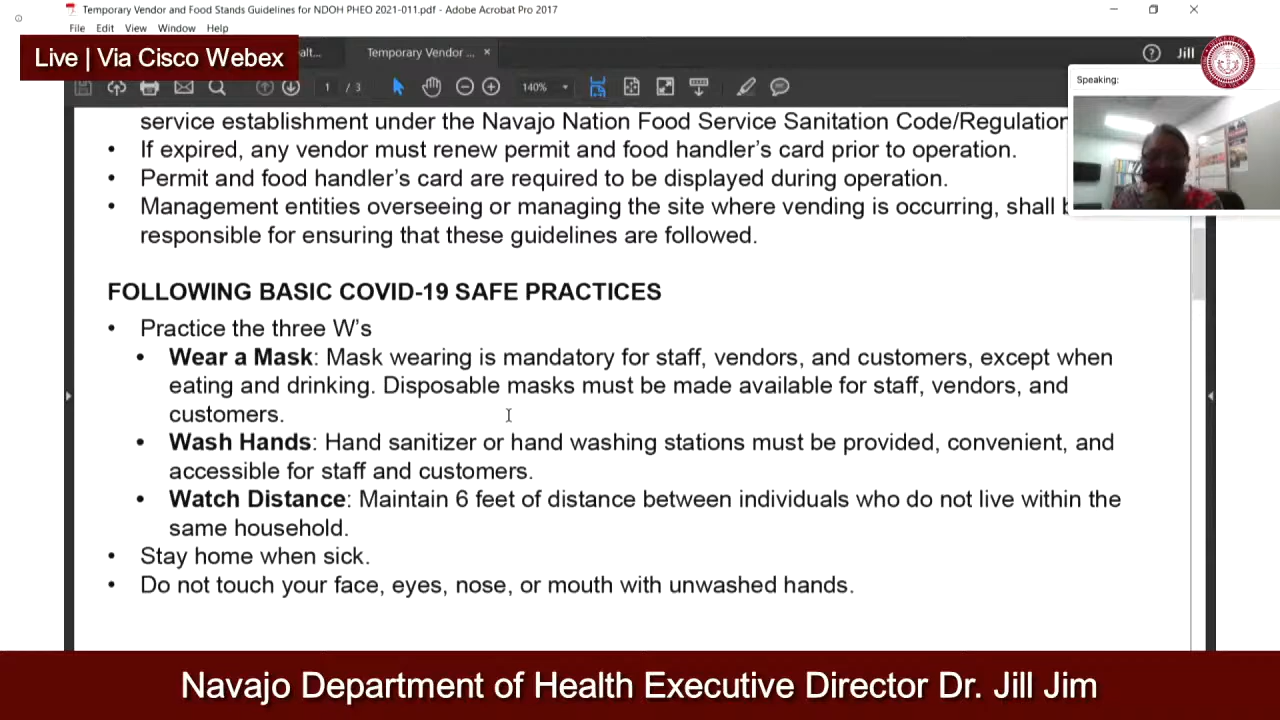 Temporary Vendor and Food Stands Guidelines for NDOH PHEO 2021-011.pdf - Adobe Acrobat Pro 2017
File Edit View Window Help
Live | Via Cisco Webex
alt...
Temporary Vendor ...
Jill
1 / 3
140%
Speaking:
service establishment under the Navajo Nation Food Service Sanitation Code/Regulation
• If expired, any vendor must renew permit and food handler's card prior to operation.
• Permit and food handler's card are required to be displayed during operation.
• Management entities overseeing or managing the site where vending is occurring, shall
responsible for ensuring that these guidelines are followed.
FOLLOWING BASIC COVID-19 SAFE PRACTICES
• Practice the three W's
• Wear a Mask: Mask wearing is mandatory for staff, vendors, and customers, except when
eating and drinking. Disposable masks must be made available for staff, vendors, and
customers.
• Wash Hands: Hand sanitizer or hand washing stations must be provided, convenient, and
accessible for staff and customers.
• Watch Distance: Maintain 6 feet of distance between individuals who do not live within the
same household.
• Stay home when sick.
• Do not touch your face, eyes, nose, or mouth with unwashed hands.
Navajo Department of Health Executive Director Dr. Jill Jim